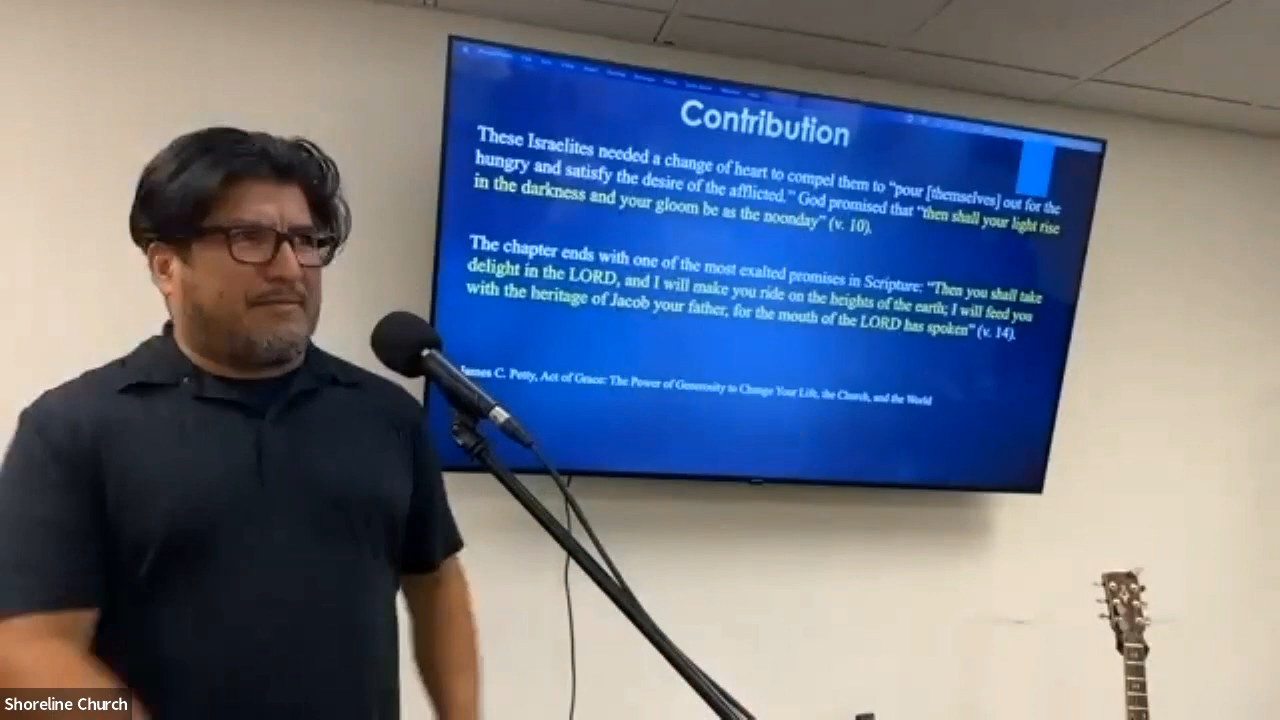 Contribution
These Israelites needed a change of heart to compel them to “pour [themselves] out for the
hungry and satisfy the desire of the afflicted.” God promised that “then shall your light rise
in the darkness and your gloom be as the noonday” (v. 10).
The chapter ends with one of the most exalted promises in Scripture: “Then you shall take
delight in the LORD, and I will make you ride on the heights of the earth; I will feed you
with the heritage of Jacob your father, for the mouth of the LORD has spoken” (v. 14).
James C. Petty, Act of Grace: The Power of Generosity to Change Your Life, the Church, and the World
Shoreline Church